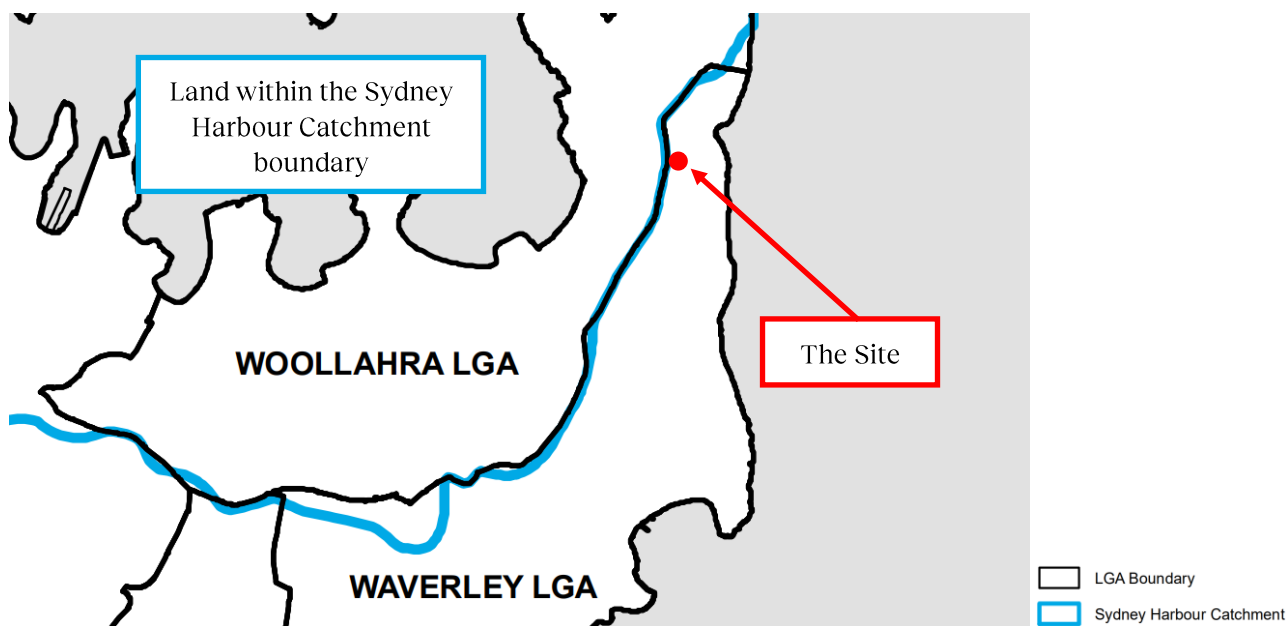 Land within the Sydney
Harbour Catchment
boundary
The Site
WOOLLAHRA LGA
WAVERLEY LGA
LGA Boundary
Sydney Harbour Catchment